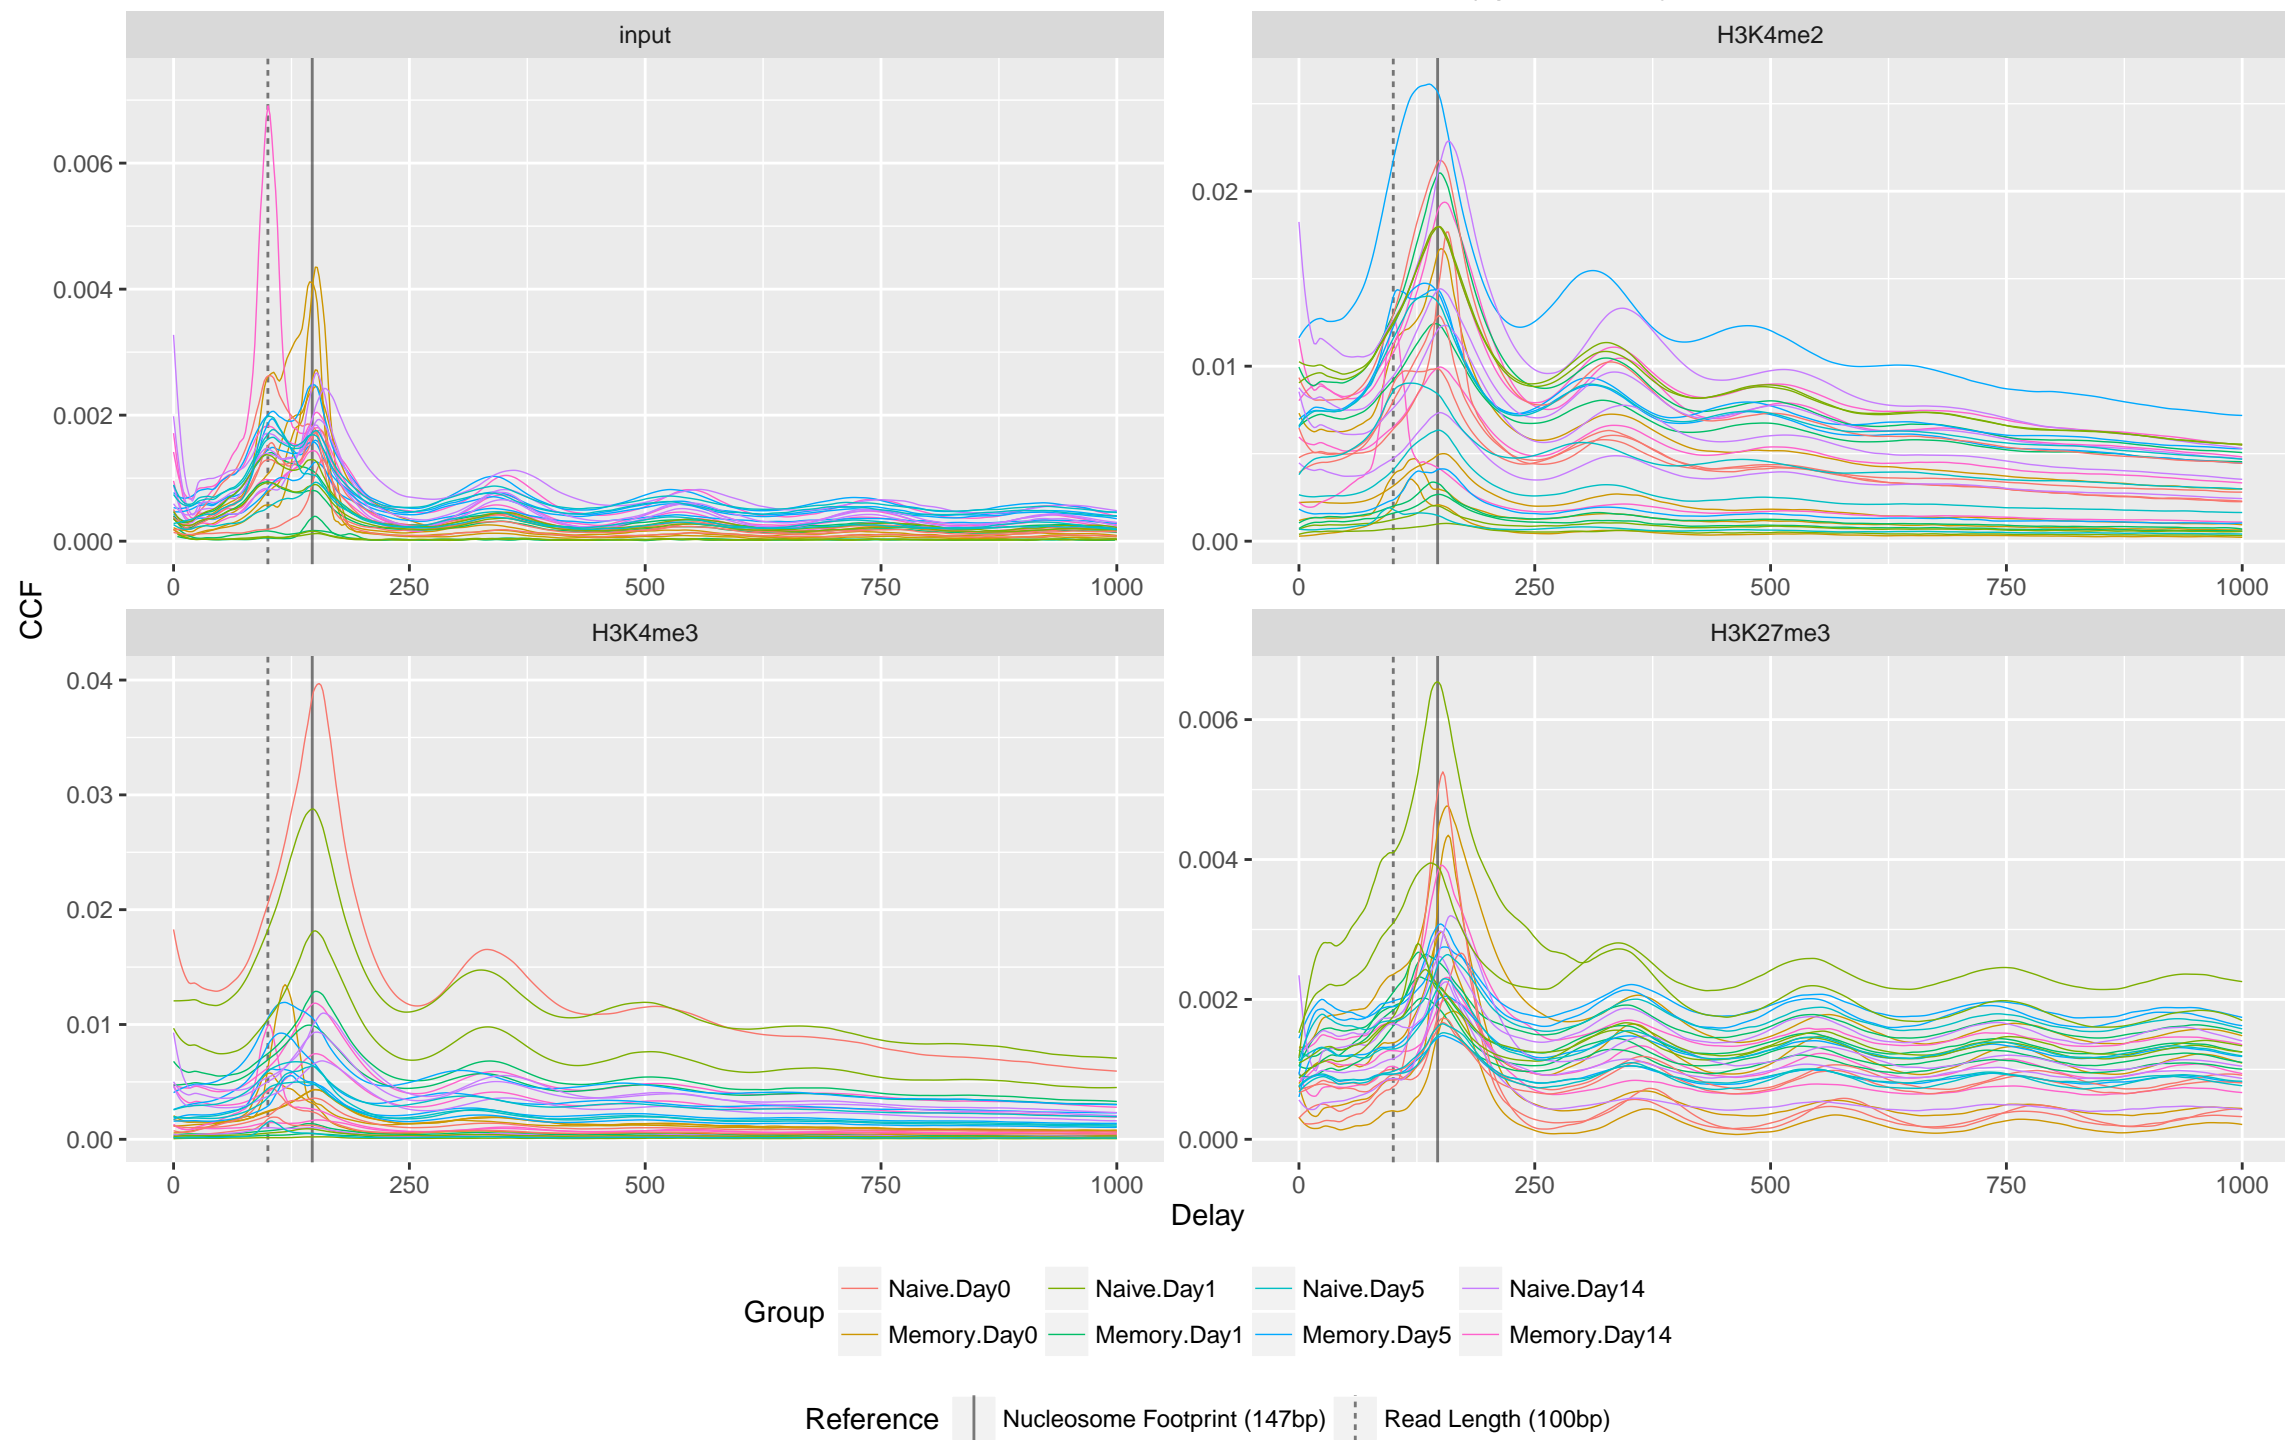 input
H3K4me2
0.006
0.004
0.002
0.000
0.02
0.01
0.00
0 250 500 750 1000
0 250 500 750 1000
CCF
H3K4me3
H3K27me3
0.04
0.03
0.02
0.01
0.00
0.006
0.004
0.002
0.000
0 250 500 750 1000
0 250 500 750 1000
Delay
Group
Naive.Day0 Naive.Day1 Naive.Day5 Naive.Day14
Memory.Day0 Memory.Day1 Memory.Day5 Memory.Day14
Reference Nucleosome Footprint (147bp) Read Length (100bp)